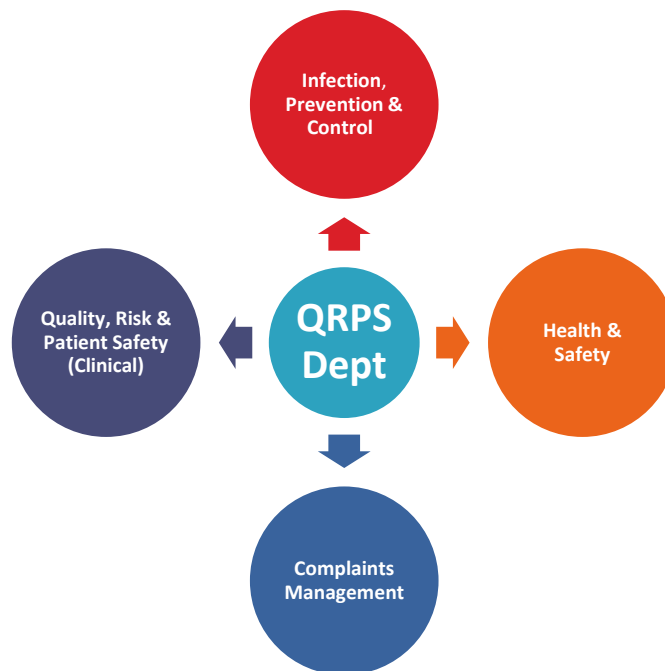 Infection,
Prevention &
Control
Quality, Risk &
Patient Safety
(Clinical)
QRPS
Dept
Health &
Safety
Complaints
Management